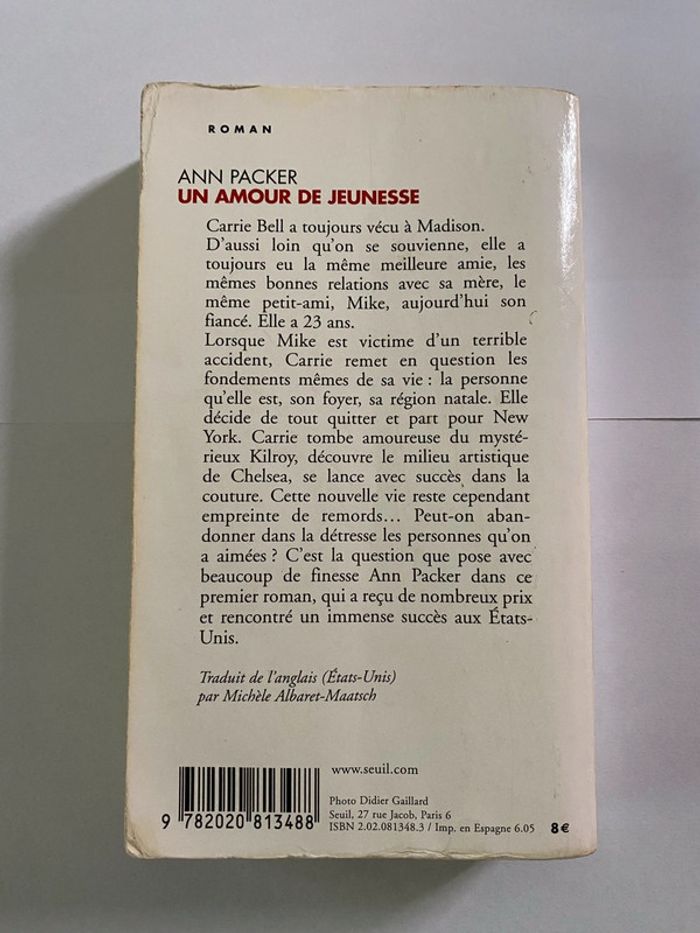 ROMAN
ANN PACKER
UN AMOUR DE JEUNESSE
Carrie Bell a toujours vécu à Madison.
D'aussi loin qu'on se souvienne, elle a
toujours eu la même meilleure amie, les
mêmes bonnes relations avec sa mère, le
même petit-ami, Mike, aujourd'hui son
fiancé. Elle a 23 ans.
Lorsque Mike est victime d'un terrible
accident, Carrie remet en question les
fondements mêmes de sa vie : la personne
qu'elle est, son foyer, sa région natale. Elle
décide de tout quitter et part pour New
York. Carrie tombe amoureuse du mysté-
rieux Kilroy, découvre le milieu artistique
de Chelsea, se lance avec succès dans la
couture. Cette nouvelle vie reste cependant
empreinte de remords... Peut-on aban-
donner dans la détresse les personnes qu'on
a aimées ? C'est la question que pose avec
beaucoup de finesse Ann Packer dans ce
premier roman, qui a reçu de nombreux prix
et rencontré un immense succès aux États-
Unis.
Traduit de l'anglais (États-Unis)
par Michèle Albaret-Maatsch
www.seuil.com
Photo Didier Gaillard
Seuil, 27 rue Jacob, Paris 6
ISBN 2.02.081348.3 / Imp. en Espagne 6.05 8€
9 782020 813488